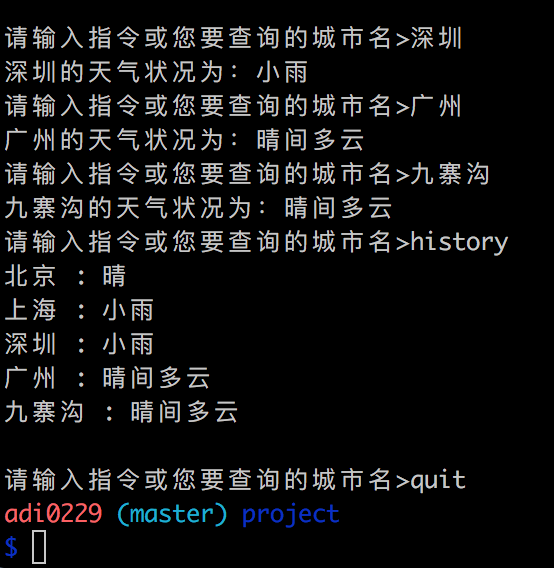 请输入指令或您要查询的城市名>深圳
深圳的天气状况为: 小雨
请输入指令或您要查询的城市名>广州
广州的天气状况为: 晴间多云
请输入指令或您要查询的城市名>九寨沟
九寨沟的天气状况为: 晴间多云
请输入指令或您要查询的城市名>history
北京 : 晴
上海 : 小雨
深圳 : 小雨
广州 : 晴间多云
九寨沟 : 晴间多云
请输入指令或您要查询的城市名>quit
adi0229 (master) project
$